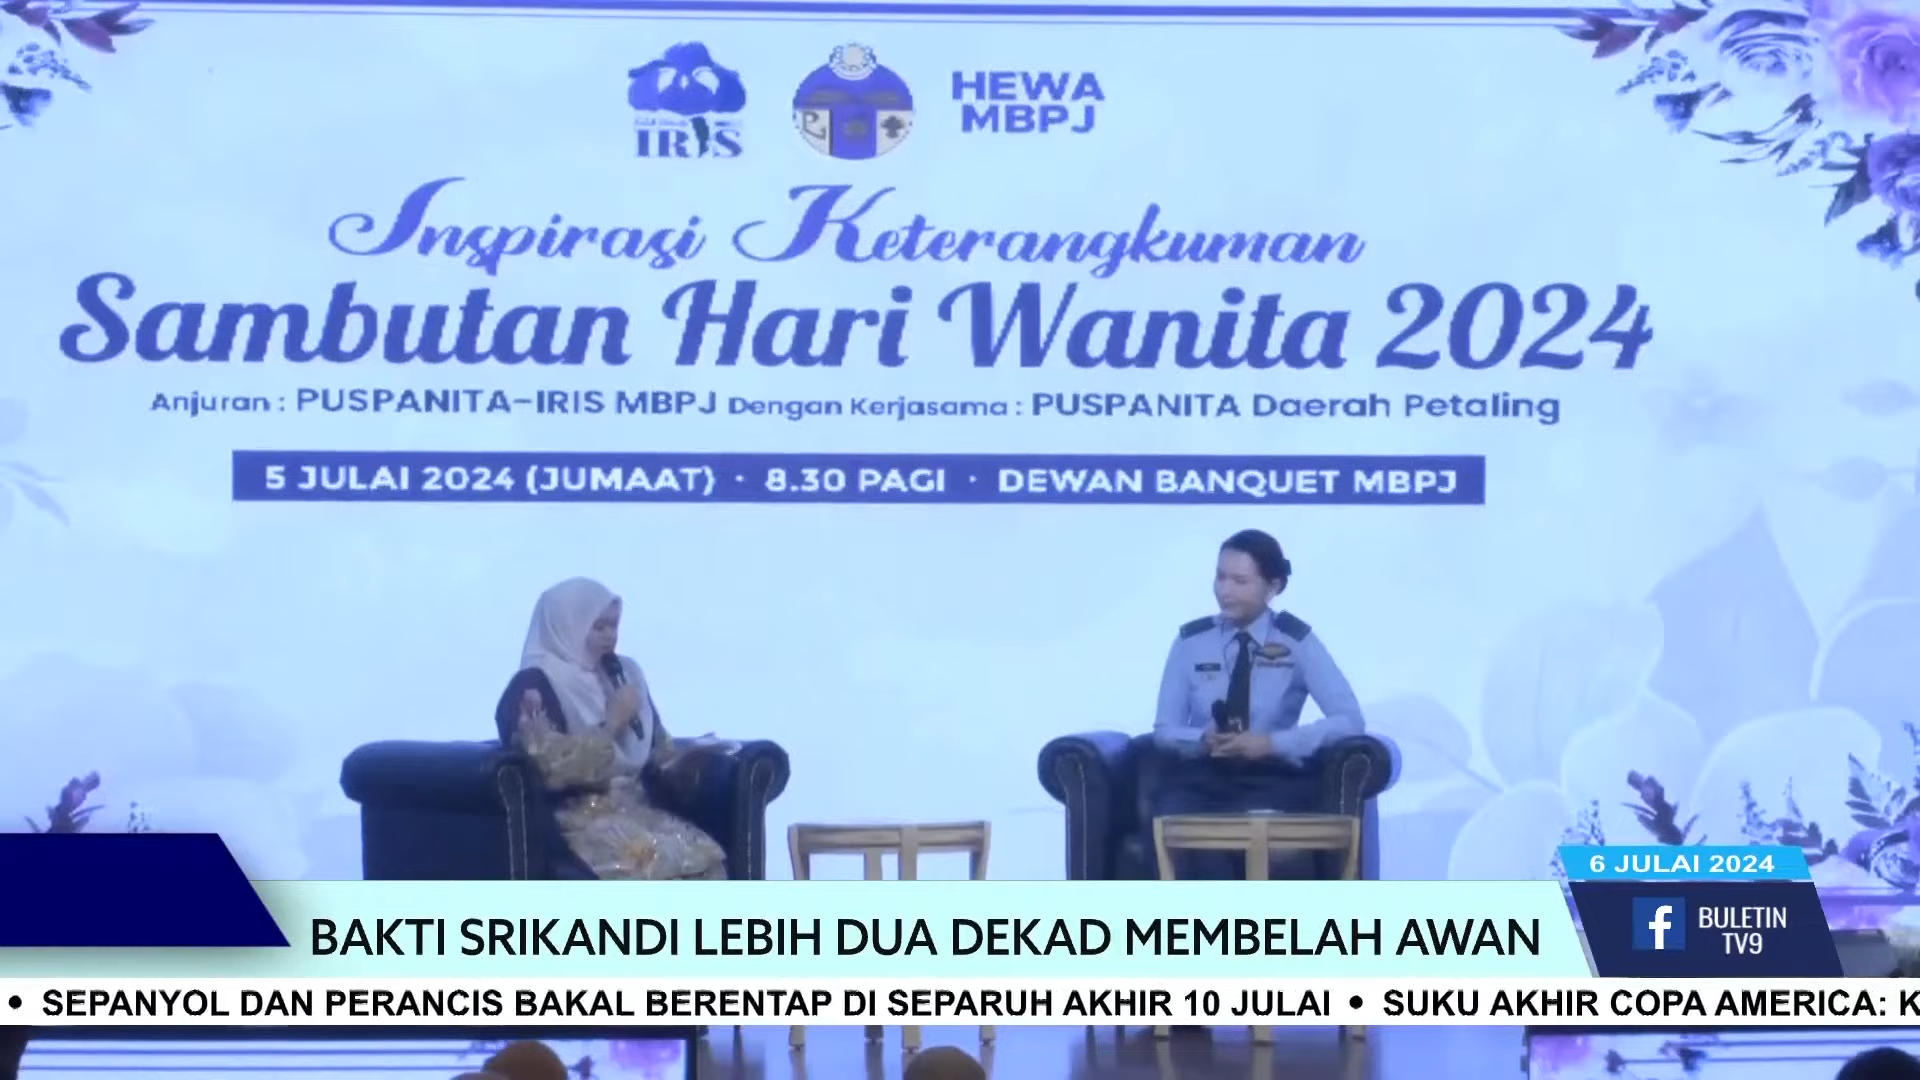 IRIS
HEWA
MBPJ
Inspirasi Keterangkuman
Sambutan Hari Wanita 2024
Anjuran : PUSPANITA-IRIS MBPJ Dengan Kerjasama : PUSPANITA Daerah Petaling
5 JULAI 2024 (JUMAAT) · 8.30 PAGI · DEWAN BANQUET MBPJ
6 JULAI 2024
BAKTI SRIKANDI LEBIH DUA DEKAD MEMBELAH AWAN
f BULETIN
TV9
• SEPANYOL DAN PERANCIS BAKAL BERENTAP DI SEPARUH AKHIR 10 JULAI • SUKU AKHIR COPA AMERICA: K